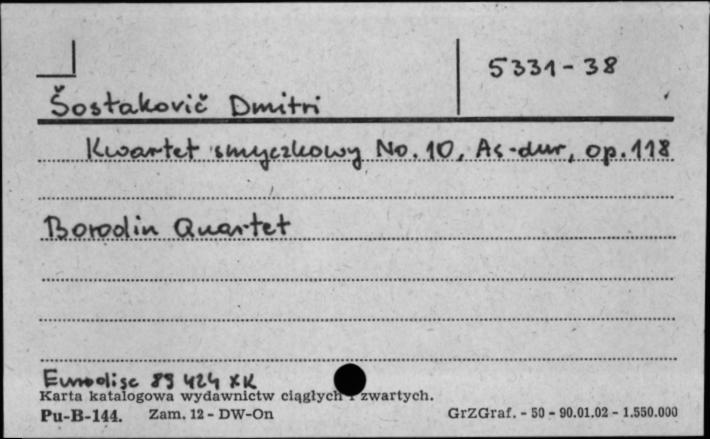 5331-38
Šostakovič Dmitri
Kwartet smyczkowy No. 10, As-dur, op. 118
Borodin Quartet
Eurodisc 89 424 XK
Karta katalogowa wydawnictw ciągłych i zwartych.
Pu-B-144. Zam. 12 - DW-On GrZGraf. - 50 - 90.01.02 - 1.550.000